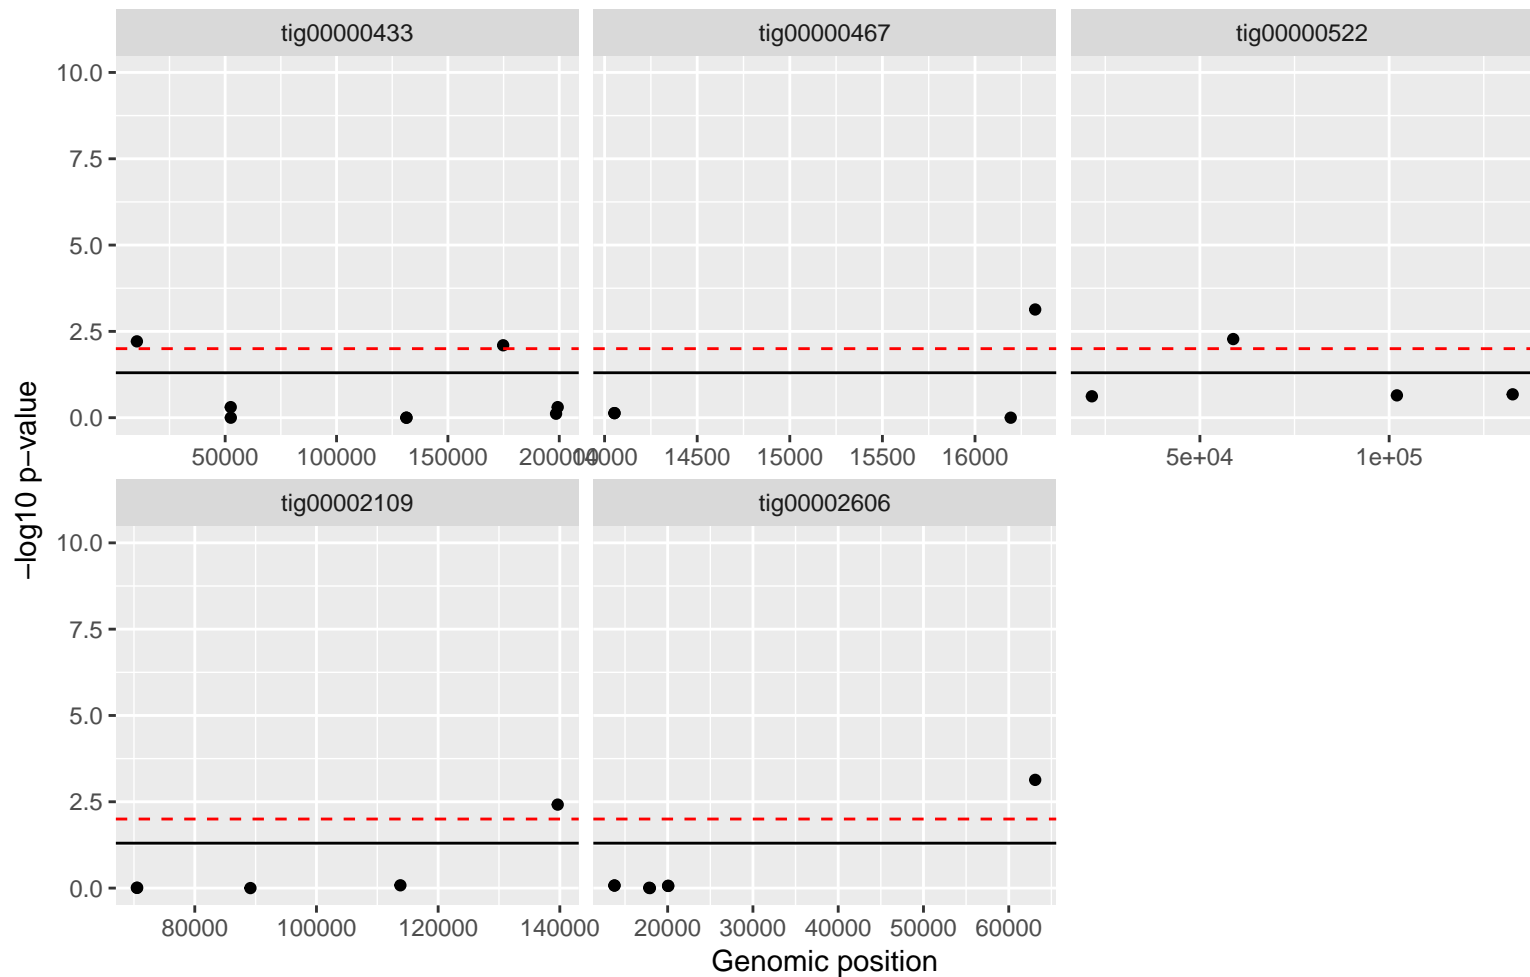 tig00000433
tig00000467
tig00000522
10.0
7.5
5.0
2.5
0.0
50000 100000 150000 200000 14000 14500 15000 15500 16000 5e+04 1e+05
−log10 p−value
tig00002109
tig00002606
10.0
7.5
5.0
2.5
0.0
80000 100000 120000 140000 20000 30000 40000 50000 60000
Genomic position